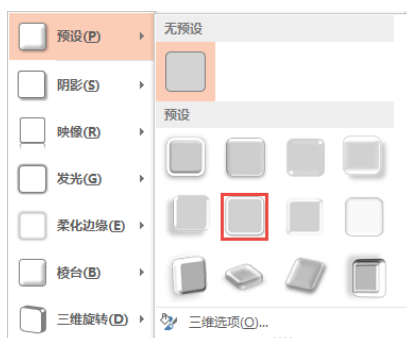 预设(P)
阴影(S)
映像(R)
发光(G)
柔化边缘(E)
棱台(B)
三维旋转(D)
无预设
预设
三维选项(O)...